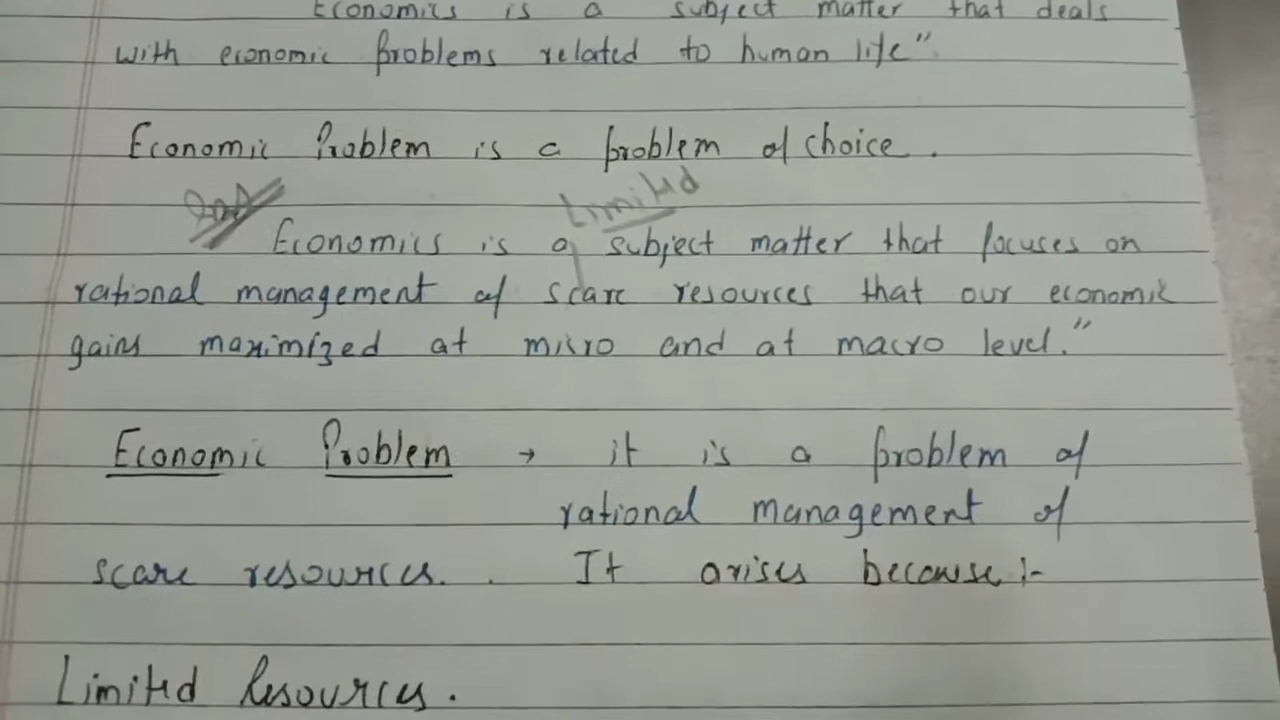 Economics is a subject matter that deals
with economic problems related to human life"
Economic Problem is a problem of choice.
Limited
Economics is a subject matter that focuses on
rational management of scarc resources that our economic
gains maximized at micro and at macro level."
Economic Problem → it is a problem of
rational management of
scare resources. It arises because :-
Limited Resources.